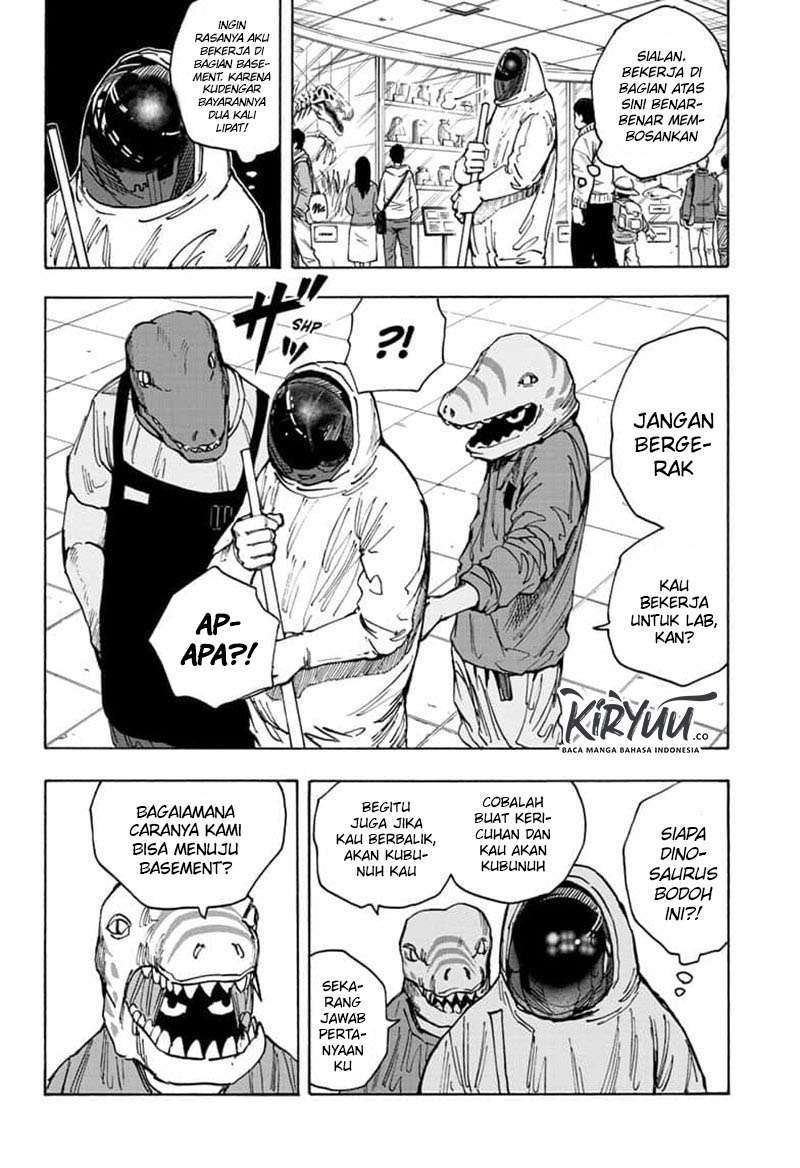 SIALAN.
BEKERJA DI
BAGIAN ATAS
SINI BENAR-
BENAR MEM-
BOSANKAN
INGIN
RASANYA AKU
BEKERJA DI
BAGIAN BASE-
MENT. KARENA
KUDENGAR
BAYARANNYA
DUA KALI
LIPAT!
ザッ
SHP
?!
JANGAN
BERGE-
RAK
KAU
BEKERJA
UNTUK LAB,
KAN?
AP-
APA?!
KIRYUU.CO
BACA MANGA BAHASA INDONESIA
SIAPA
DINO-
SAURUS
BODOH
INI?!
COBALAH
BUAT KERI-
CUHAN DAN
KAU AKAN
KUBUNUH
BEGITU
JUGA JIKA
KAU BERBALIK,
AKAN KUBU-
NUH KAU
SEKA-
RANG
JAWAB
PERTA-
NYAAN
KU
BAGAIAMANA
CARANYA KAMI
BISA MENUJU
BASEMENT?